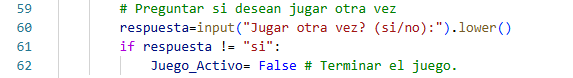 59 # Preguntar si desean jugar otra vez
60 respuesta=input("Jugar otra vez? (si/no):").lower()
61 if respuesta != "si":
62 Juego_Activo= False # Terminar el juego.